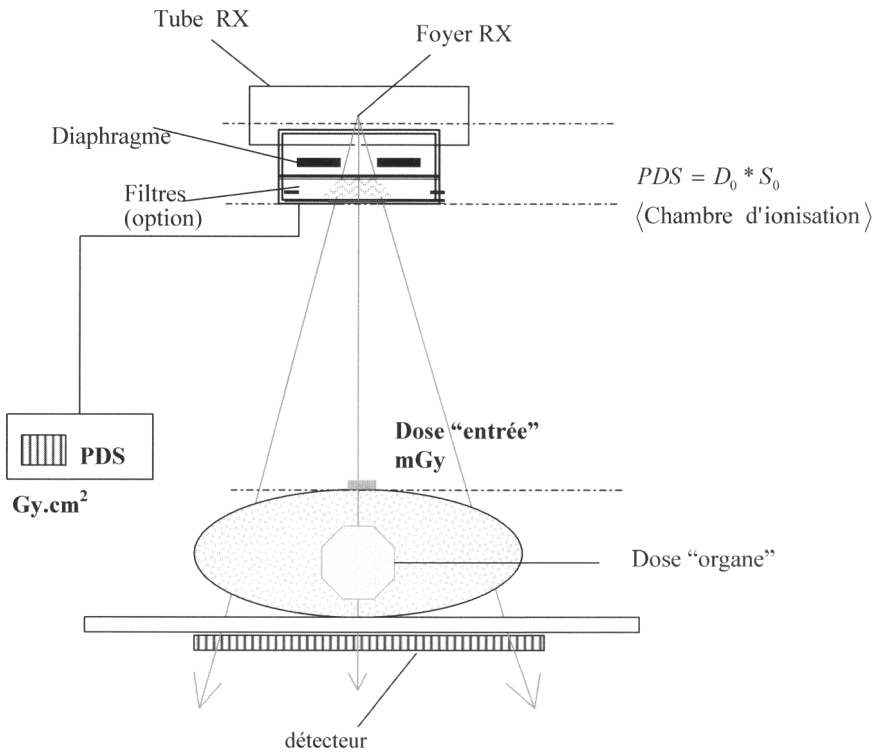 Tube RX
Foyer RX
Diaphragme
Filtres
(option)
PDS = D₀ * S₀
⟨Chambre d'ionisation⟩
Dose “entrée”
mGy
PDS
Gy.cm²
Dose “organe”
détecteur